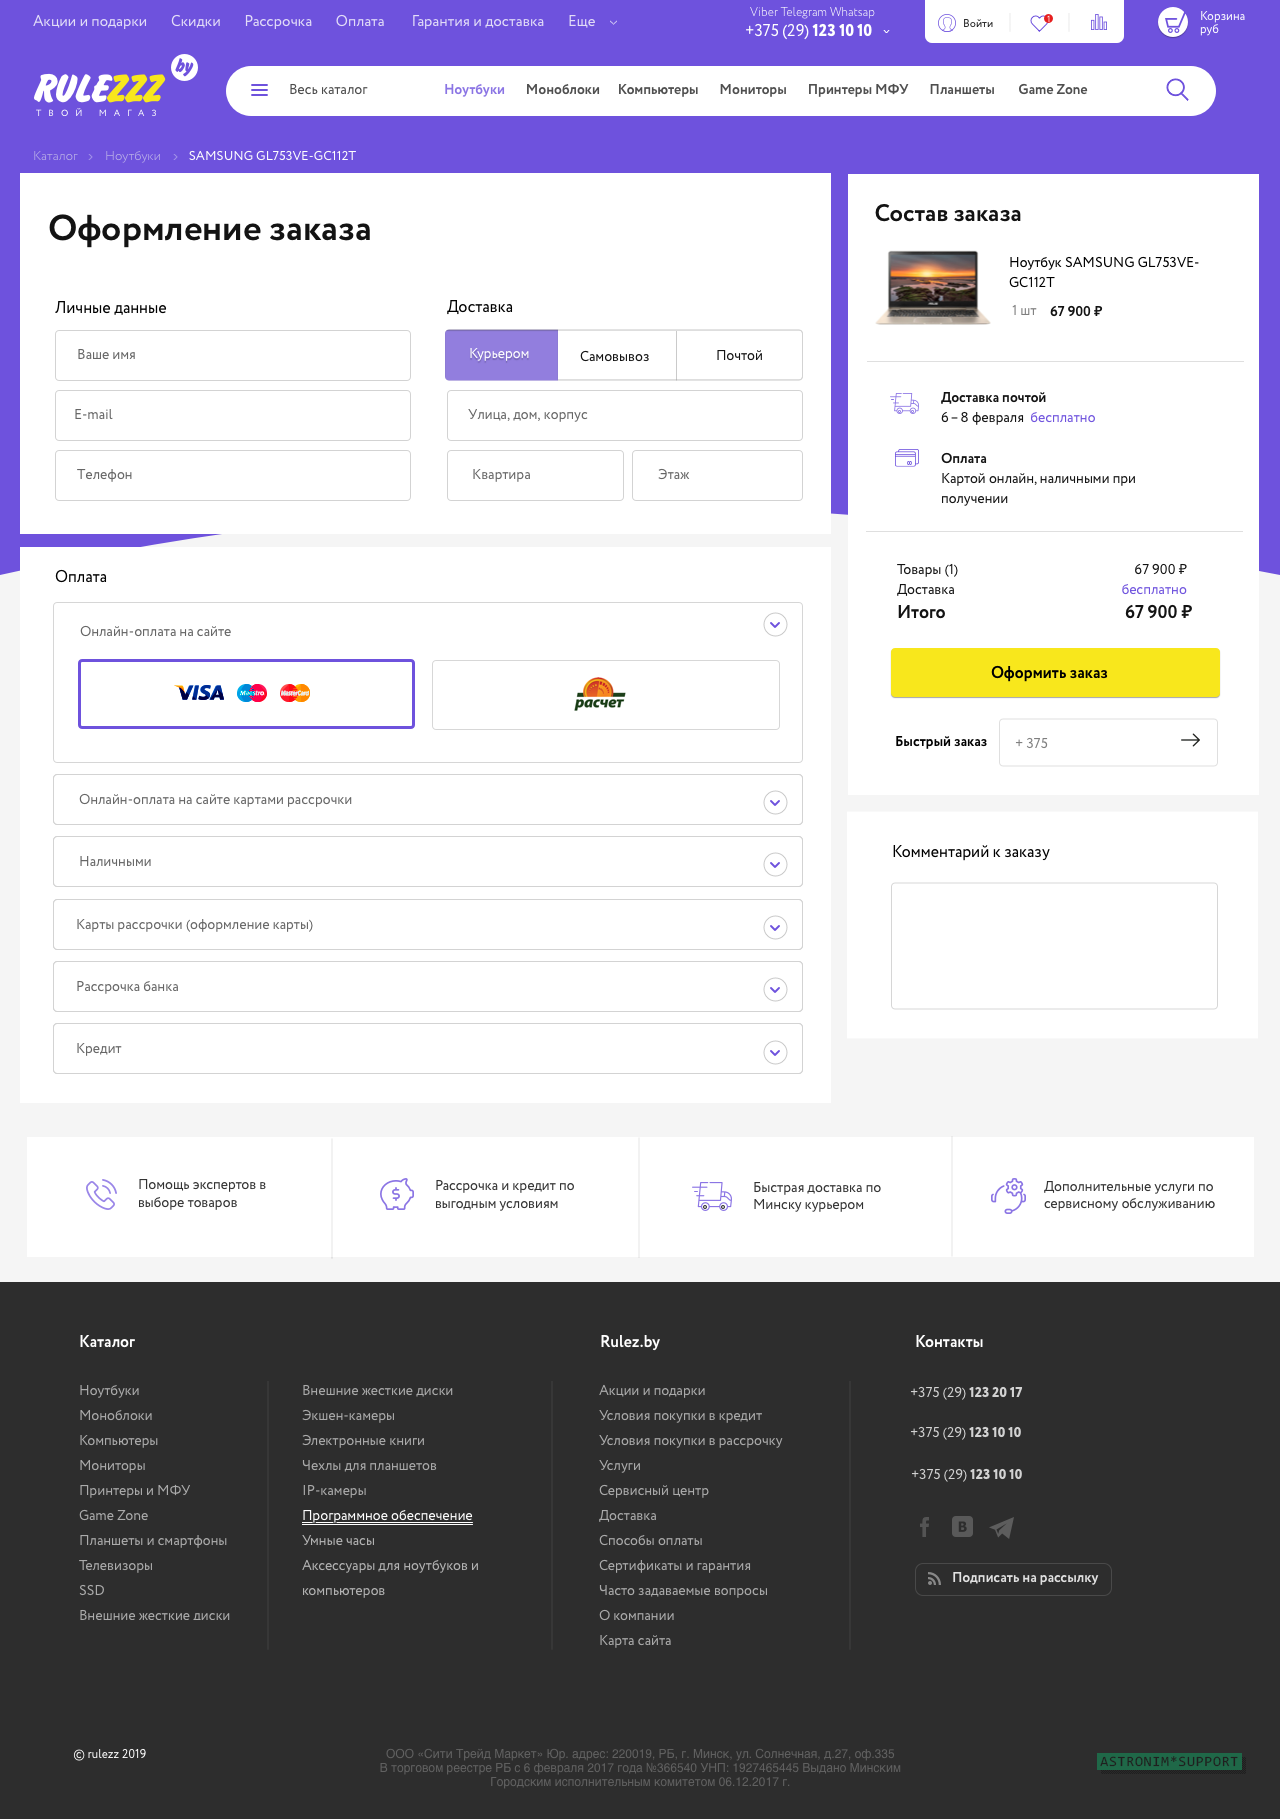 Акции и подарки Скидки Рассрочка Оплата Гарантия и доставка Еще
Viber Telegram Whatsap
+375 (29) 123 10 10
Войти
1
Корзина
руб
RULEZZZ by
ТВОЙ МАГАЗ
Весь каталог Ноутбуки Моноблоки Компьютеры Мониторы Принтеры МФУ Планшеты Game Zone
Каталог Ноутбуки SAMSUNG GL753VE-GC112T
Оформление заказа
Личные данные
Ваше имя
E-mail
Телефон
Доставка
Курьером Самовывоз Почтой
Улица, дом, корпус
Квартира Этаж
Оплата
Онлайн-оплата на сайте
VISA Maestro MasterCard расчет
Онлайн-оплата на сайте картами рассрочки
Наличными
Карты рассрочки (оформление карты)
Рассрочка банка
Кредит
Состав заказа
Ноутбук SAMSUNG GL753VE-
GC112T
1 шт 67 900 ₽
Доставка почтой
6 – 8 февраля бесплатно
Оплата
Картой онлайн, наличными при
получении
Товары (1) 67 900 ₽
Доставка бесплатно
Итого 67 900 ₽
Оформить заказ
Быстрый заказ + 375
Комментарий к заказу
Помощь экспертов в
выборе товаров
Рассрочка и кредит по
выгодным условиям
Быстрая доставка по
Минску курьером
Дополнительные услуги по
сервисному обслуживанию
Каталог
Ноутбуки
Моноблоки
Компьютеры
Мониторы
Принтеры и МФУ
Game Zone
Планшеты и смартфоны
Телевизоры
SSD
Внешние жесткие диски
Внешние жесткие диски
Экшен-камеры
Электронные книги
Чехлы для планшетов
IP-камеры
Программное обеспечение
Умные часы
Аксессуары для ноутбуков и
компьютеров
Rulez.by
Акции и подарки
Условия покупки в кредит
Условия покупки в рассрочку
Услуги
Сервисный центр
Доставка
Способы оплаты
Сертификаты и гарантия
Часто задаваемые вопросы
О компании
Карта сайта
Контакты
+375 (29) 123 20 17
+375 (29) 123 10 10
+375 (29) 123 10 10
Подписать на рассылку
© rulezz 2019
ООО «Сити Трейд Маркет» Юр. адрес: 220019, РБ, г. Минск, ул. Солнечная, д.27, оф.335
В торговом реестре РБ с 6 февраля 2017 года №366540 УНП: 1927465445 Выдано Минским
Городским исполнительным комитетом 06.12.2017 г.
ASTRONIM*SUPPORT